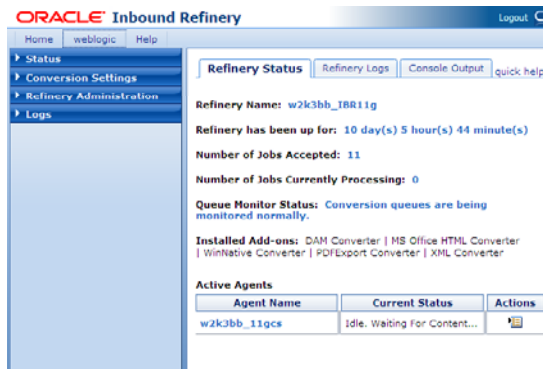 ORACLE® Inbound Refinery
Logout
Home weblogic Help
Status
Conversion Settings
Refinery Administration
Logs
Refinery Status Refinery Logs Console Output quick help
Refinery Name: w2k3bb_IBR11g
Refinery has been up for: 10 day(s) 5 hour(s) 44 minute(s)
Number of Jobs Accepted: 11
Number of Jobs Currently Processing: 0
Queue Monitor Status: Conversion queues are being
monitored normally.
Installed Add-ons: DAM Converter | MS Office HTML Converter
| WinNative Converter | PDFExport Converter | XML Converter
Active Agents
Agent Name Current Status Actions
w2k3bb_11gcs Idle. Waiting For Content...